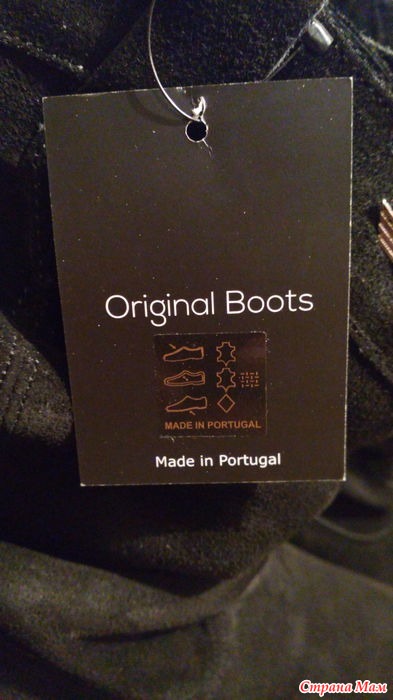 Original Boots
MADE IN PORTUGAL
Made in Portugal
Страна Мам